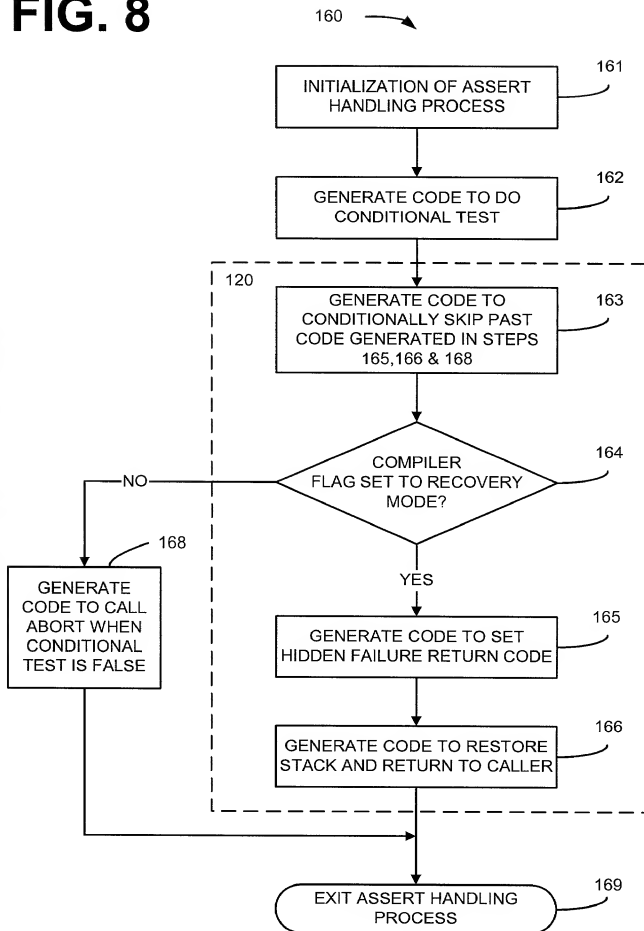 FIG. 8
160
161
INITIALIZATION OF ASSERT
HANDLING PROCESS
162
GENERATE CODE TO DO
CONDITIONAL TEST
120
163
GENERATE CODE TO
CONDITIONALLY SKIP PAST
CODE GENERATED IN STEPS
165,166 & 168
164
COMPILER
FLAG SET TO RECOVERY
MODE?
NO
168
GENERATE
CODE TO CALL
ABORT WHEN
CONDITIONAL
TEST IS FALSE
YES
165
GENERATE CODE TO SET
HIDDEN FAILURE RETURN CODE
166
GENERATE CODE TO RESTORE
STACK AND RETURN TO CALLER
169
EXIT ASSERT HANDLING
PROCESS